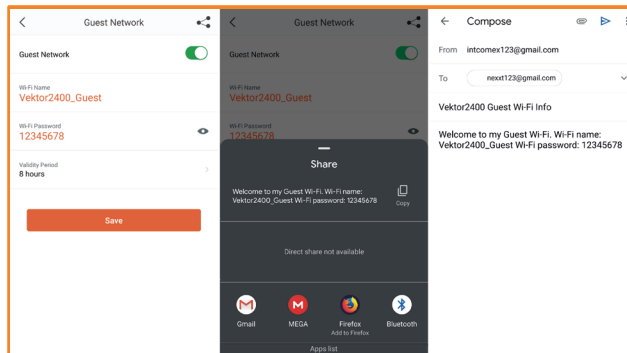 Guest Network
Guest Network
Wi-Fi Name
Vektor2400_Guest
Wi-Fi Password
12345678
Validity Period
8 hours
Save
Guest Network
Guest Network
Wi-Fi Name
Vektor2400_Guest
Wi-Fi Password
12345678
Share
Welcome to my Guest Wi-Fi. Wi-Fi name:
Vektor2400_Guest Wi-Fi password: 12345678
Copy
Direct share not available
Gmail
MEGA
Firefox
Add to Firefox
Bluetooth
Apps list
Compose
From intcomex123@gmail.com
To nexxt123@gmail.com
Vektor2400 Guest Wi-Fi Info
Welcome to my Guest Wi-Fi. Wi-Fi name:
Vektor2400_Guest Wi-Fi password: 12345678